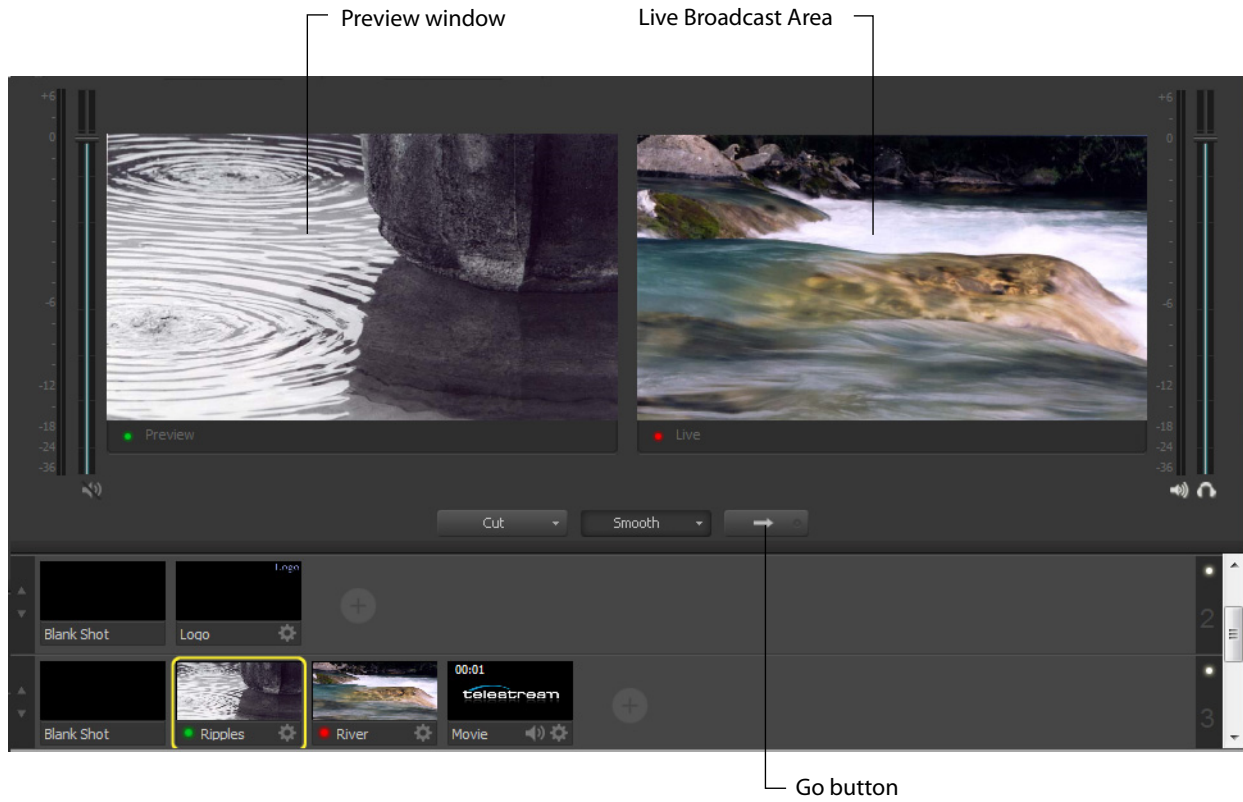 Preview window
Live Broadcast Area
+6
0
-6
-12
-18
-24
-36
Preview
Live
+6
0
-6
-12
-18
-24
-36
Cut
Smooth
Logo
Blank Shot
Logo
2
00:01
telestream
Blank Shot
Ripples
River
Movie
3
Go button